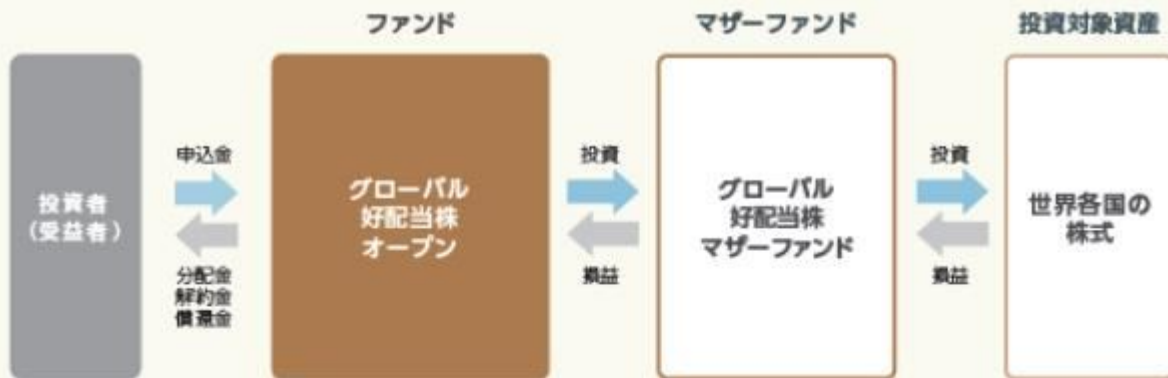 ファンド
マザーファンド
投資対象資産
投資者
(受益者)
申込金
分配金
解約金
償還金
グローバル
好配当株
オープン
投資
損益
グローバル
好配当株
マザーファンド
投資
損益
世界各国の
株式